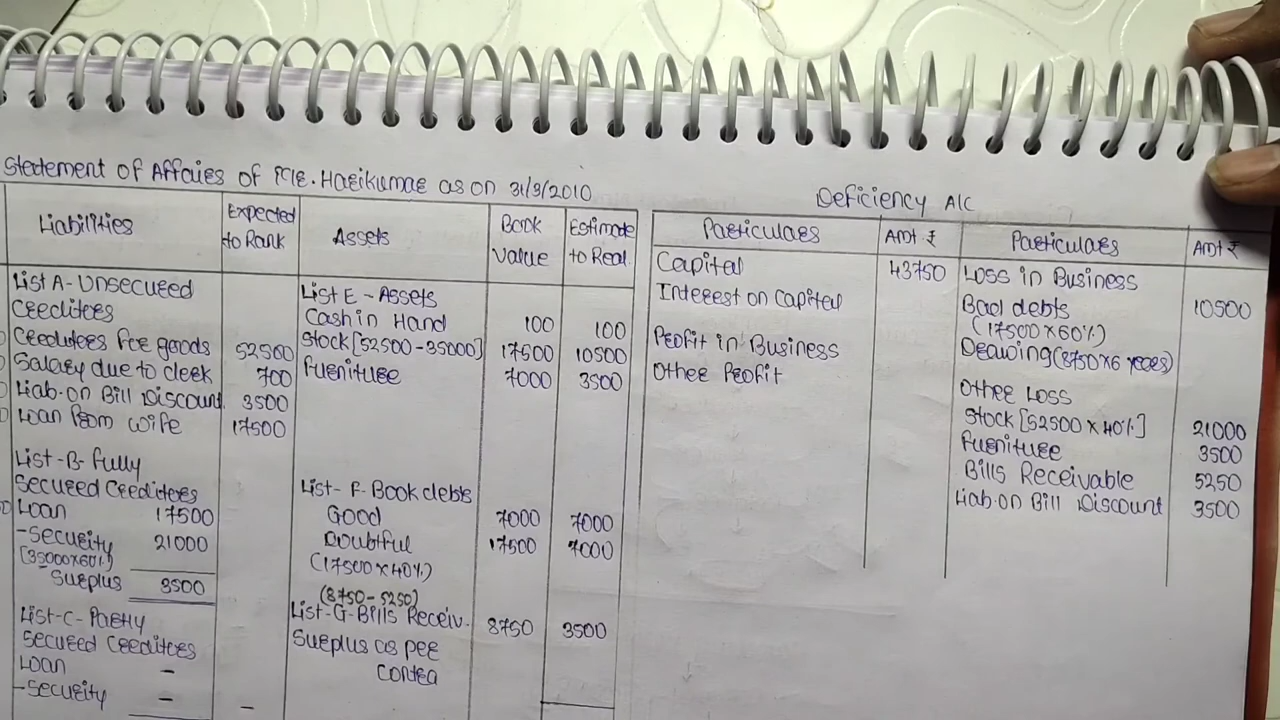 Statement of Affairs of Mr. Harikumar as on 31/3/2010
Liabilities
Expected
to Rank
Assets
Book
Value
Estimate
to Real.
List A - Unsecured
Creditors
Creditors for goods 52500
Salary due to clerk 700
Liab. on Bill Discount 3500
Loan from wife 17500
List-B- Fully
Secured Creditors
Loan 17500
-Security 21000
[35000x60%]
Surplus 3500
List-C- Partly
Secured Creditors
Loan -
-Security - -
List E - Assets
Cash in Hand 100 100
Stock [52500 - 35000] 17500 10500
Furniture 7000 3500
List- F- Book debts
Good 7000 7000
Doubtful 17500 7000
(17500 x 40%)
(8750 - 5250)
List-G-Bills Receiv. 8750 3500
Surplus as per
contra
Deficiency A/C
Particulars Amt ₹ Particulars Amt ₹
Capital 43750
Interest on Capital
Profit in Business
Other Profit
Loss in Business
Bad debts 10500
(17500 x 60%)
Drawing (8750 x 6 years)
Other Loss
Stock [52500 x 40%] 21000
Furniture 3500
Bills Receivable 5250
Liab. on Bill Discount 3500